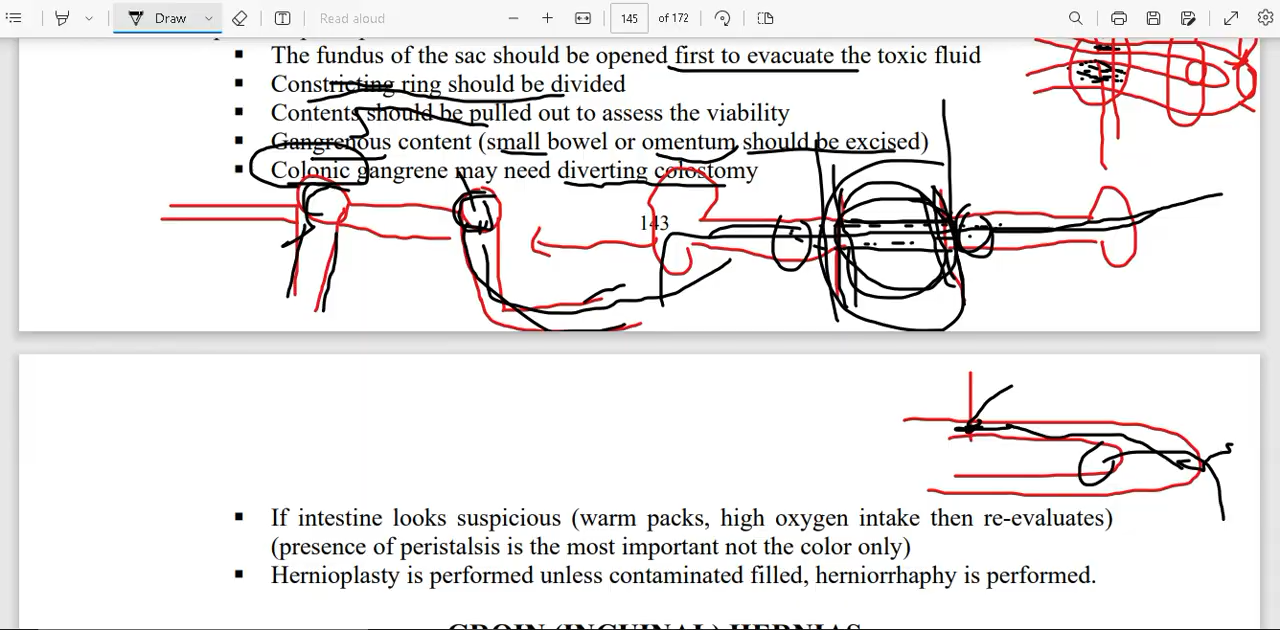 Draw
Read aloud
145 of 172
▪ The fundus of the sac should be opened first to evacuate the toxic fluid
▪ Constricting ring should be divided
▪ Contents should be pulled out to assess the viability
▪ Gangrenous content (small bowel or omentum should be excised)
▪ Colonic gangrene may need diverting colostomy
143
▪ If intestine looks suspicious (warm packs, high oxygen intake then re-evaluates)
(presence of peristalsis is the most important not the color only)
▪ Hernioplasty is performed unless contaminated filled, herniorrhaphy is performed.
GROIN (INGUINAL) HERNIAS